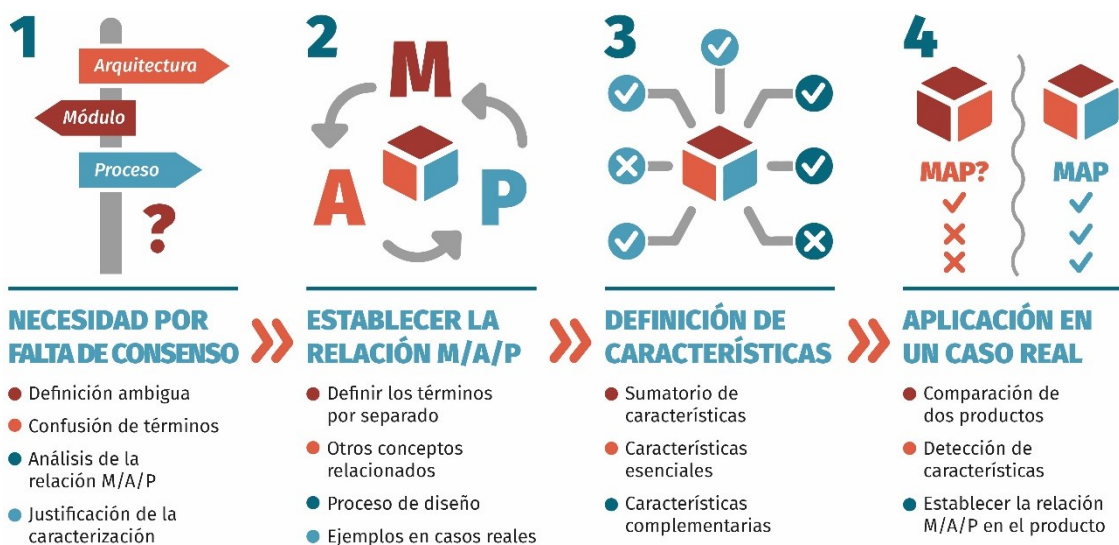 1
Arquitectura
Módulo
Proceso
?
NECESIDAD POR
FALTA DE CONSENSO
Definición ambigua
Confusión de términos
Análisis de la
relación M/A/P
Justificación de la
caracterización
2
M
A
P
ESTABLECER LA
RELACIÓN M/A/P
Definir los términos
por separado
Otros conceptos
relacionados
Proceso de diseño
Ejemplos en casos reales
3
DEFINICIÓN DE
CARACTERÍSTICAS
Sumatorio de
características
Características
esenciales
Características
complementarias
4
MAP?
MAP
APLICACIÓN EN
UN CASO REAL
Comparación de
dos productos
Detección de
características
Establecer la relación
M/A/P en el producto